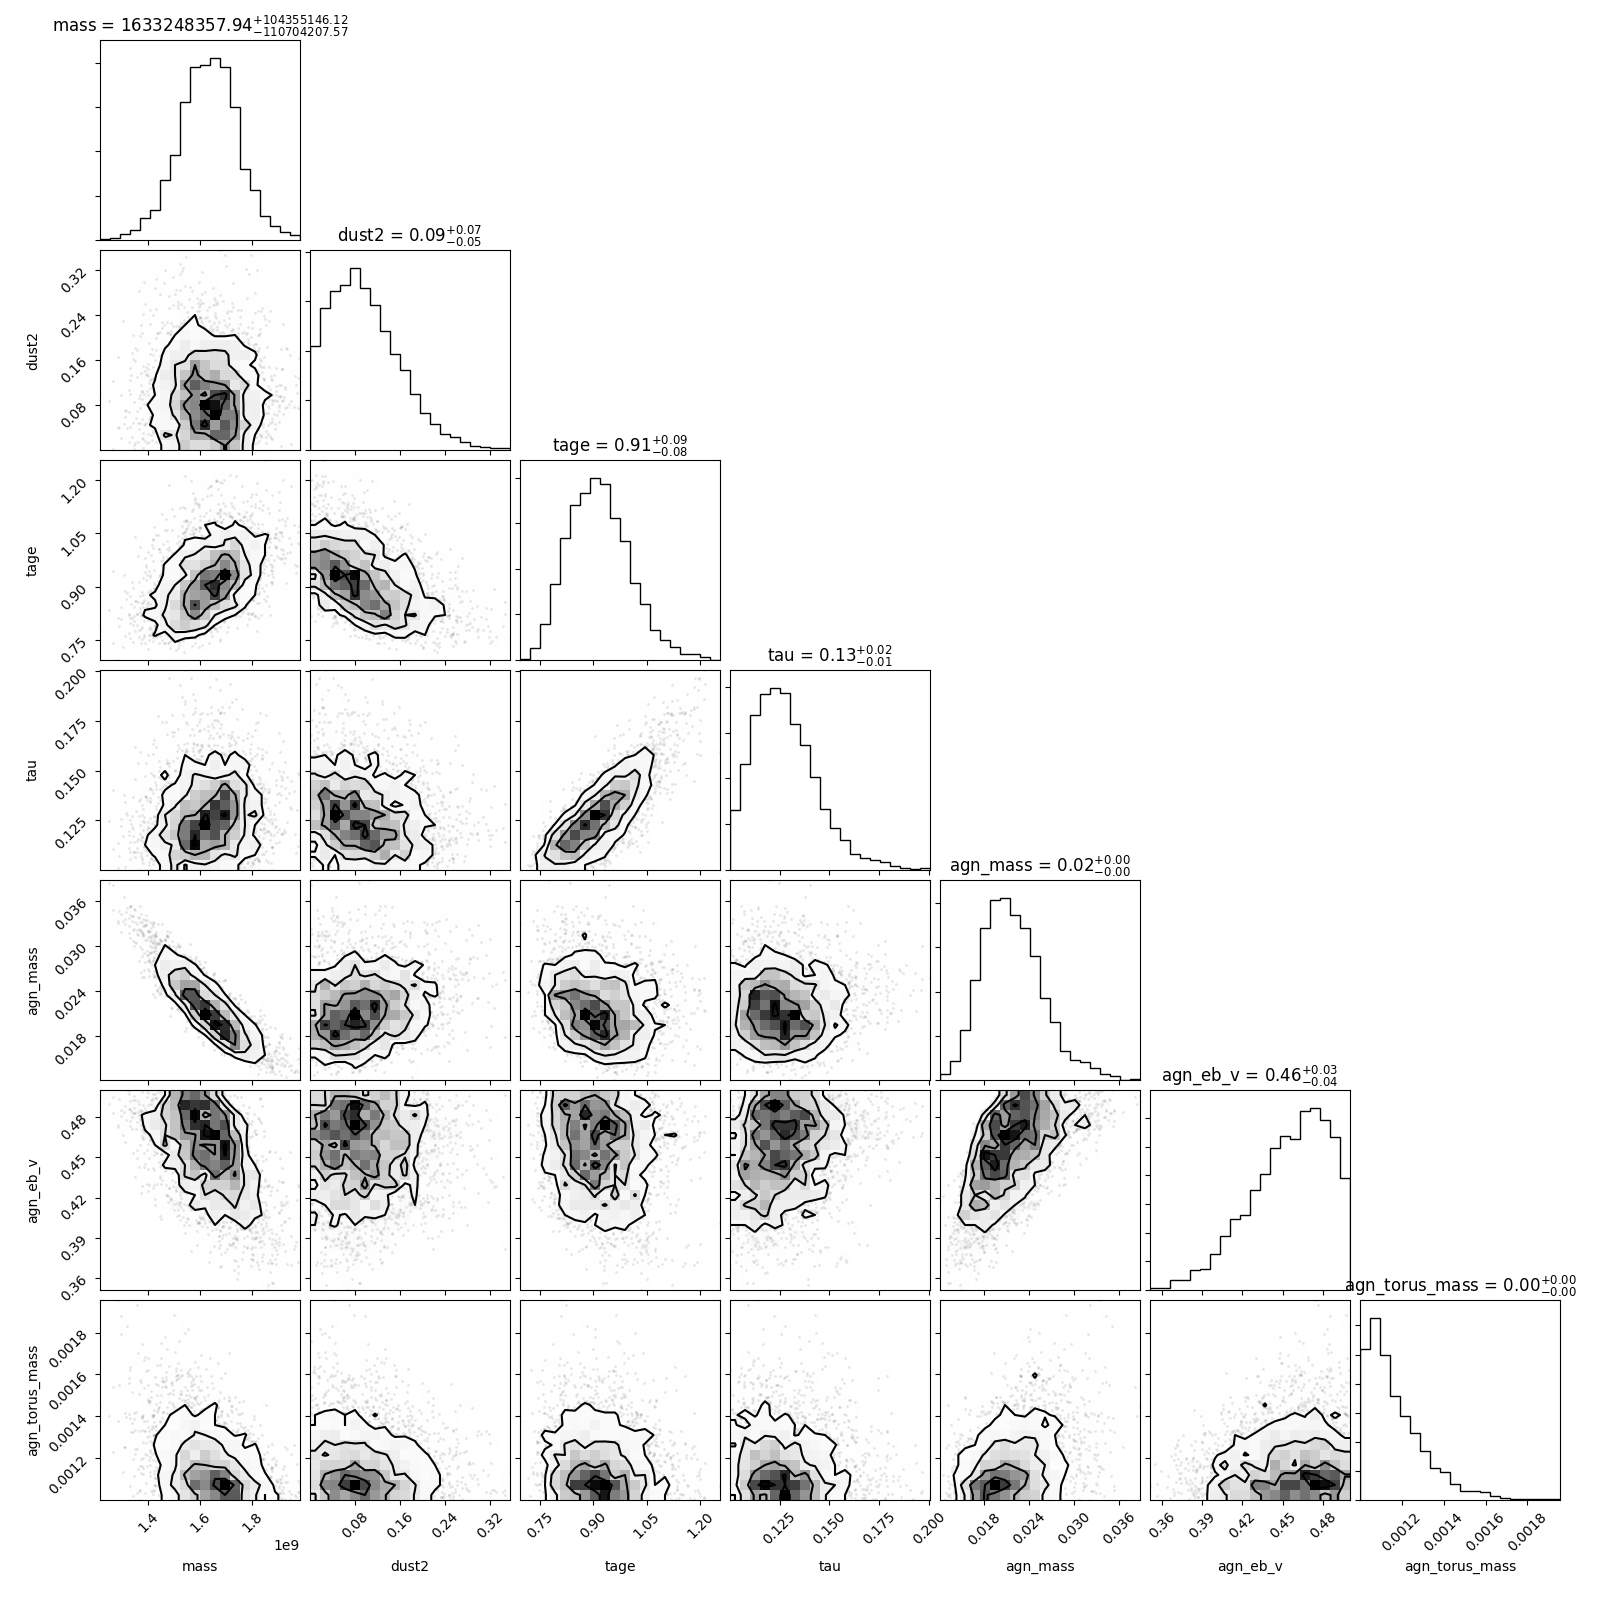 mass = 1633248357.94+104355146.12−110704207.57
dust2 = 0.09+0.07−0.05
0.32
0.24
0.16
0.08
dust2
tage = 0.91+0.09−0.08
1.20
1.05
0.90
0.75
tage
tau = 0.13+0.02−0.01
0.200
0.175
0.150
0.125
tau
agn_mass = 0.02+0.00−0.00
0.036
0.030
0.024
0.018
agn_mass
agn_eb_v = 0.46+0.03−0.04
0.48
0.45
0.42
0.39
0.36
agn_eb_v
agn_torus_mass = 0.00+0.00−0.00
0.0018
0.0016
0.0014
0.0012
agn_torus_mass
1.4 1.6 1.8 0.08 0.16 0.24 0.32 0.75 0.90 1.05 1.20 0.125 0.150 0.175 0.200 0.018 0.024 0.030 0.036 0.36 0.39 0.42 0.45 0.48 0.0012 0.0014 0.0016 0.0018
1e9
mass dust2 tage tau agn_mass agn_eb_v agn_torus_mass